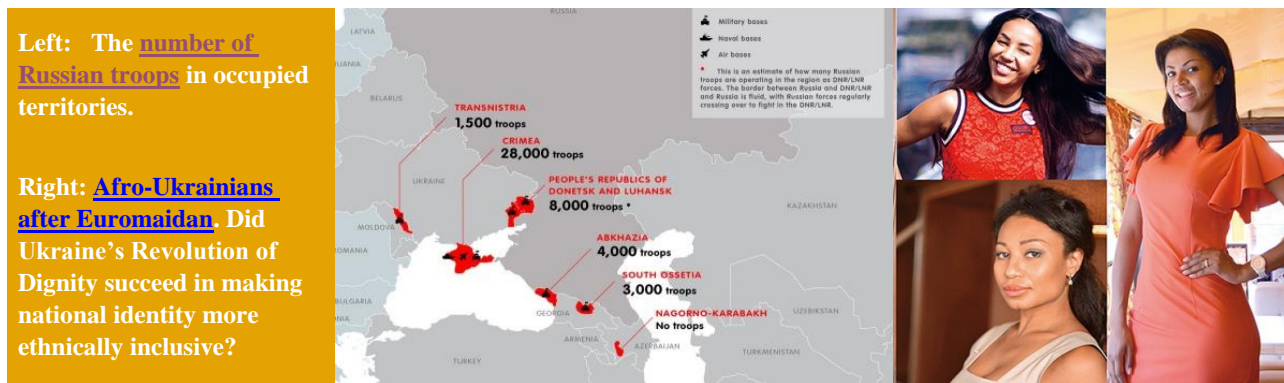 Left: The number of
Russian troops in occupied
territories.
Right: Afro-Ukrainians
after Euromaidan. Did
Ukraine’s Revolution of
Dignity succeed in making
national identity more
ethnically inclusive?
RUSSIA
LATVIA
UANIA
BELARUS
TRANSNISTRIA
1,500 troops
CRIMEA
28,000 troops
UKRAINE
PEOPLE'S REPUBLICS OF
DONETSK AND LUHANSK
8,000 troops *
KAZAKHSTAN
MOLDOVA
OMANIA
ABKHAZIA
4,000 troops
SOUTH OSSETIA
3,000 troops
BULGARIA
GEORGIA
NAGORNO-KARABAKH
No troops
UZBEKISTAN
ONIA
ARMENIA
AZERBAIJAN
TURKEY
TURKMENISTAN
Military bases
Naval bases
Air bases
* This is an estimate of how many Russian
troops are operating in the region as DNR/LNR
forces. The border between Russia and DNR/LNR
and Russia is fluid, with Russian forces regularly
crossing over to fight in the DNR/LNR.